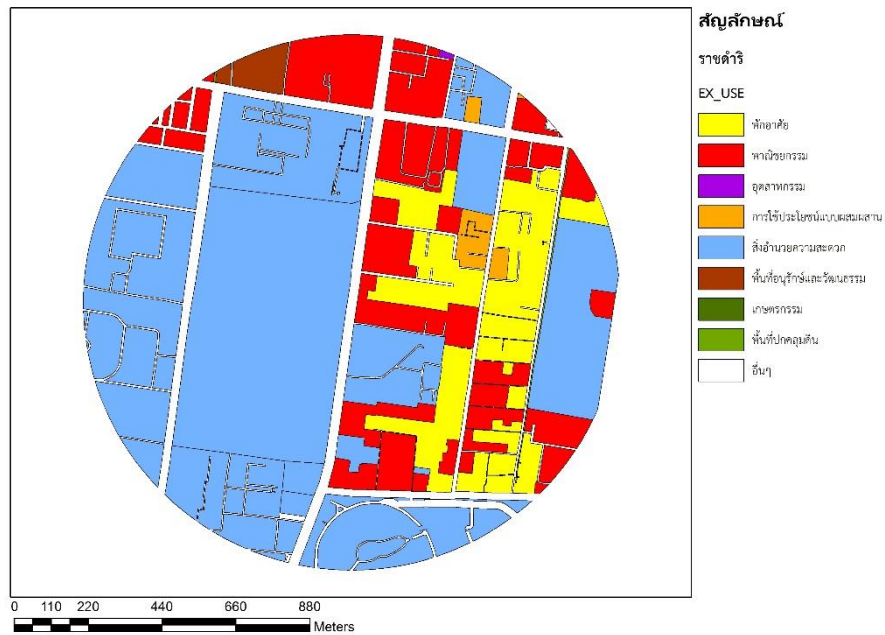 สัญลักษณ์
ราชดำริ
EX_USE
พักอาศัย
พาณิชยกรรม
อุตสาหกรรม
การใช้ประโยชน์แบบผสมผสาน
สิ่งอำนวยความสะดวก
พื้นที่อนุรักษ์และวัฒนธรรม
เกษตรกรรม
พื้นที่ปกคลุมดิน
อื่นๆ
0 110 220 440 660 880
Meters